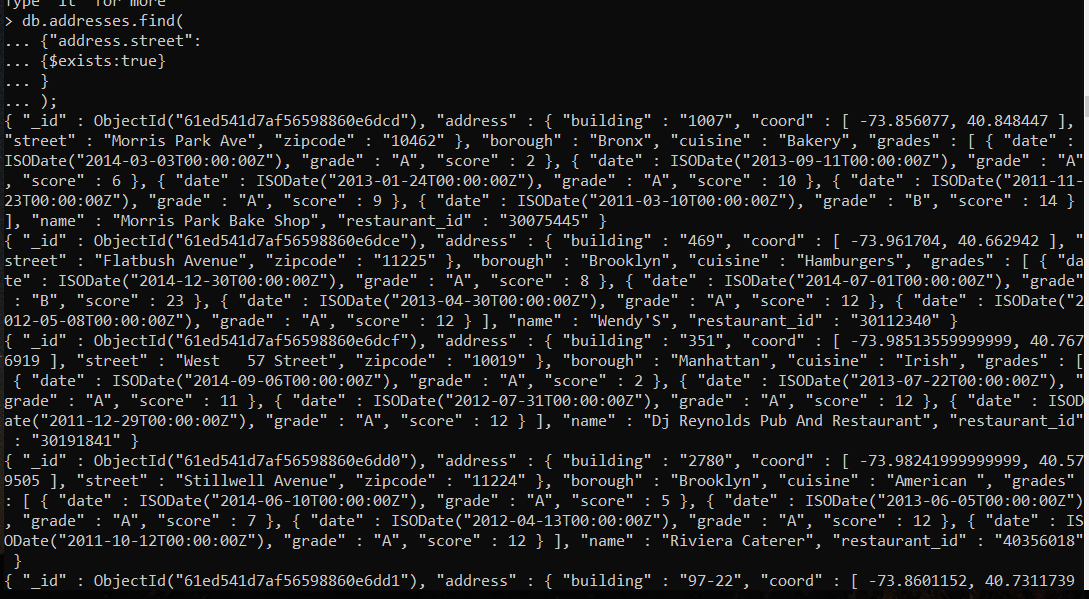 Type "it" for more
> db.addresses.find(
... {"address.street":
... {$exists:true}
... }
... );
{ "_id" : ObjectId("61ed541d7af56598860e6dcd"), "address" : { "building" : "1007", "coord" : [ -73.856077, 40.848447 ],
"street" : "Morris Park Ave", "zipcode" : "10462" }, "borough" : "Bronx", "cuisine" : "Bakery", "grades" : [ { "date" :
ISODate("2014-03-03T00:00:00Z"), "grade" : "A", "score" : 2 }, { "date" : ISODate("2013-09-11T00:00:00Z"), "grade" : "A"
, "score" : 6 }, { "date" : ISODate("2013-01-24T00:00:00Z"), "grade" : "A", "score" : 10 }, { "date" : ISODate("2011-11-
23T00:00:00Z"), "grade" : "A", "score" : 9 }, { "date" : ISODate("2011-03-10T00:00:00Z"), "grade" : "B", "score" : 14 }
], "name" : "Morris Park Bake Shop", "restaurant_id" : "30075445" }
{ "_id" : ObjectId("61ed541d7af56598860e6dce"), "address" : { "building" : "469", "coord" : [ -73.961704, 40.662942 ], "
street" : "Flatbush Avenue", "zipcode" : "11225" }, "borough" : "Brooklyn", "cuisine" : "Hamburgers", "grades" : [ { "da
te" : ISODate("2014-12-30T00:00:00Z"), "grade" : "A", "score" : 8 }, { "date" : ISODate("2014-07-01T00:00:00Z"), "grade"
 : "B", "score" : 23 }, { "date" : ISODate("2013-04-30T00:00:00Z"), "grade" : "A", "score" : 12 }, { "date" : ISODate("2
012-05-08T00:00:00Z"), "grade" : "A", "score" : 12 } ], "name" : "Wendy'S", "restaurant_id" : "30112340" }
{ "_id" : ObjectId("61ed541d7af56598860e6dcf"), "address" : { "building" : "351", "coord" : [ -73.98513559999999, 40.767
6919 ], "street" : "West   57 Street", "zipcode" : "10019" }, "borough" : "Manhattan", "cuisine" : "Irish", "grades" : [
 { "date" : ISODate("2014-09-06T00:00:00Z"), "grade" : "A", "score" : 2 }, { "date" : ISODate("2013-07-22T00:00:00Z"), "
grade" : "A", "score" : 11 }, { "date" : ISODate("2012-07-31T00:00:00Z"), "grade" : "A", "score" : 12 }, { "date" : ISOD
ate("2011-12-29T00:00:00Z"), "grade" : "A", "score" : 12 } ], "name" : "Dj Reynolds Pub And Restaurant", "restaurant_id"
 : "30191841" }
{ "_id" : ObjectId("61ed541d7af56598860e6dd0"), "address" : { "building" : "2780", "coord" : [ -73.98241999999999, 40.57
9505 ], "street" : "Stillwell Avenue", "zipcode" : "11224" }, "borough" : "Brooklyn", "cuisine" : "American ", "grades"
: [ { "date" : ISODate("2014-06-10T00:00:00Z"), "grade" : "A", "score" : 5 }, { "date" : ISODate("2013-06-05T00:00:00Z")
, "grade" : "A", "score" : 7 }, { "date" : ISODate("2012-04-13T00:00:00Z"), "grade" : "A", "score" : 12 }, { "date" : IS
ODate("2011-10-12T00:00:00Z"), "grade" : "A", "score" : 12 } ], "name" : "Riviera Caterer", "restaurant_id" : "40356018"
 }
{ "_id" : ObjectId("61ed541d7af56598860e6dd1"), "address" : { "building" : "97-22", "coord" : [ -73.8601152, 40.7311739